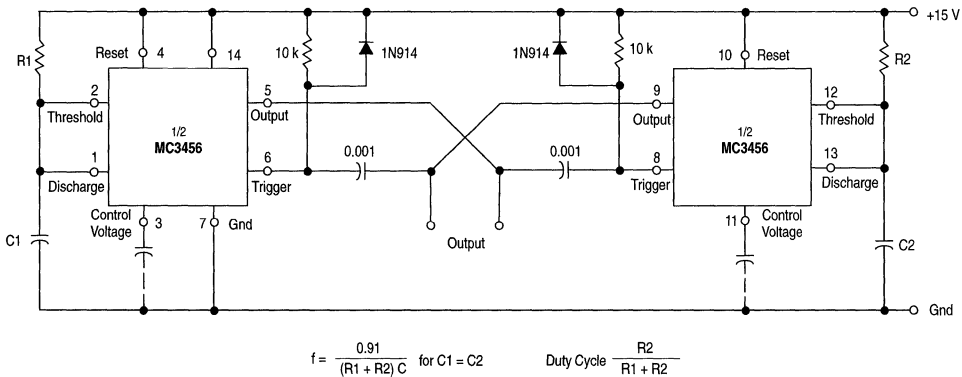 +15 V
R1
Reset
4
14
10 k
1N914
1N914
10 k
10
Reset
R2
2
Threshold
5
Output
9
Output
12
Threshold
1/2
MC3456
1/2
MC3456
1
Discharge
6
Trigger
0.001
0.001
8
Trigger
13
Discharge
Control
Voltage
3
7
Gnd
Output
11
Control
Voltage
C1
C2
Gnd
f = 0.91 / (R1 + R2) C for C1 = C2
Duty Cycle R2 / R1 + R2